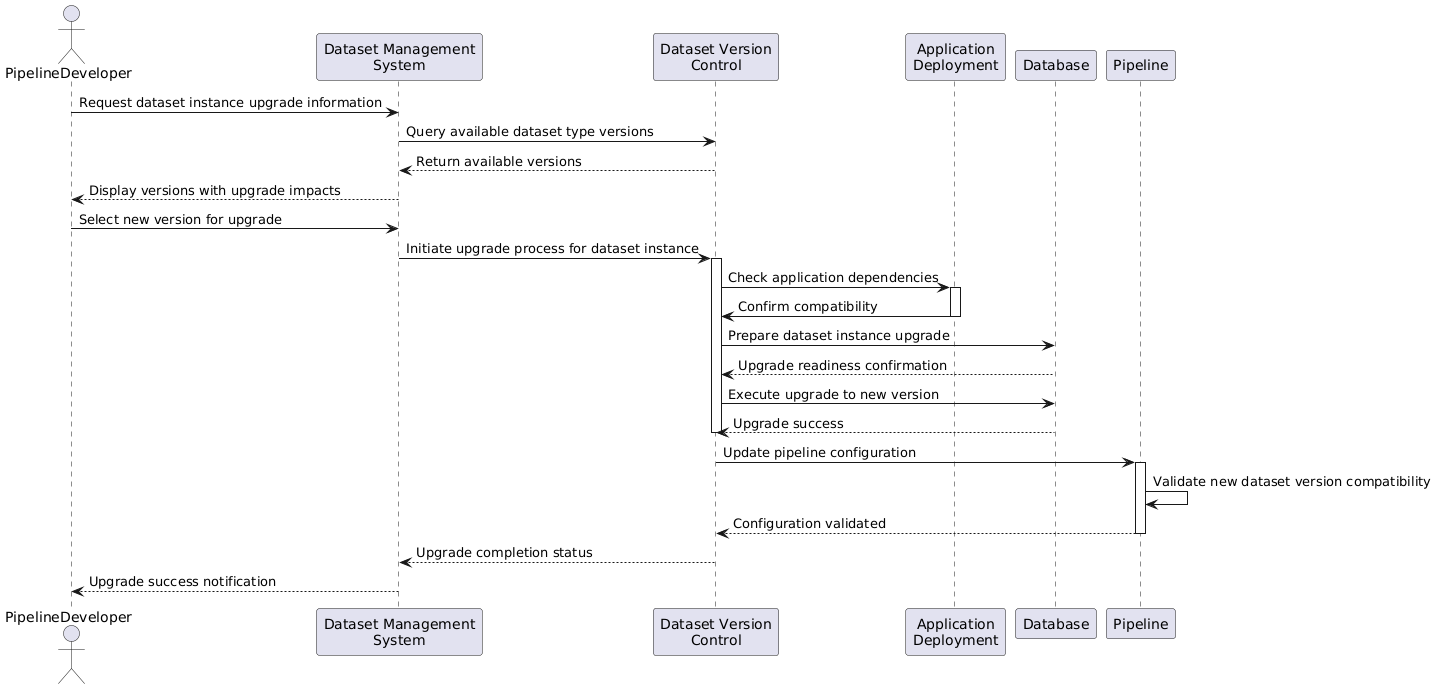 PipelineDeveloper
Dataset Management
System
Dataset Version
Control
Application
Deployment
Database
Pipeline
Request dataset instance upgrade information
Query available dataset type versions
Return available versions
Display versions with upgrade impacts
Select new version for upgrade
Initiate upgrade process for dataset instance
Check application dependencies
Confirm compatibility
Prepare dataset instance upgrade
Upgrade readiness confirmation
Execute upgrade to new version
Upgrade success
Update pipeline configuration
Validate new dataset version compatibility
Configuration validated
Upgrade completion status
Upgrade success notification
PipelineDeveloper
Dataset Management
System
Dataset Version
Control
Application
Deployment
Database
Pipeline